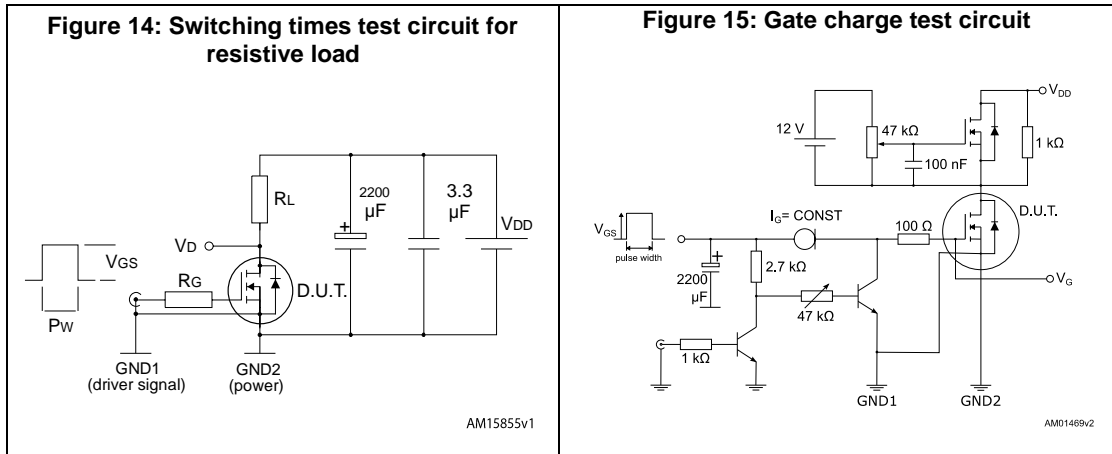 Figure 14: Switching times test circuit for
resistive load
RL
2200
µF
3.3
µF
VDD
VD
VGS
RG
D.U.T.
PW
GND1
(driver signal)
GND2
(power)
AM15855v1
Figure 15: Gate charge test circuit
VDD
12 V
47 kΩ
1 kΩ
100 nF
D.U.T.
IG= CONST
VGS
100 Ω
pulse width
2.7 kΩ
2200
µF
VG
47 kΩ
1 kΩ
GND1
GND2
AM01469v2